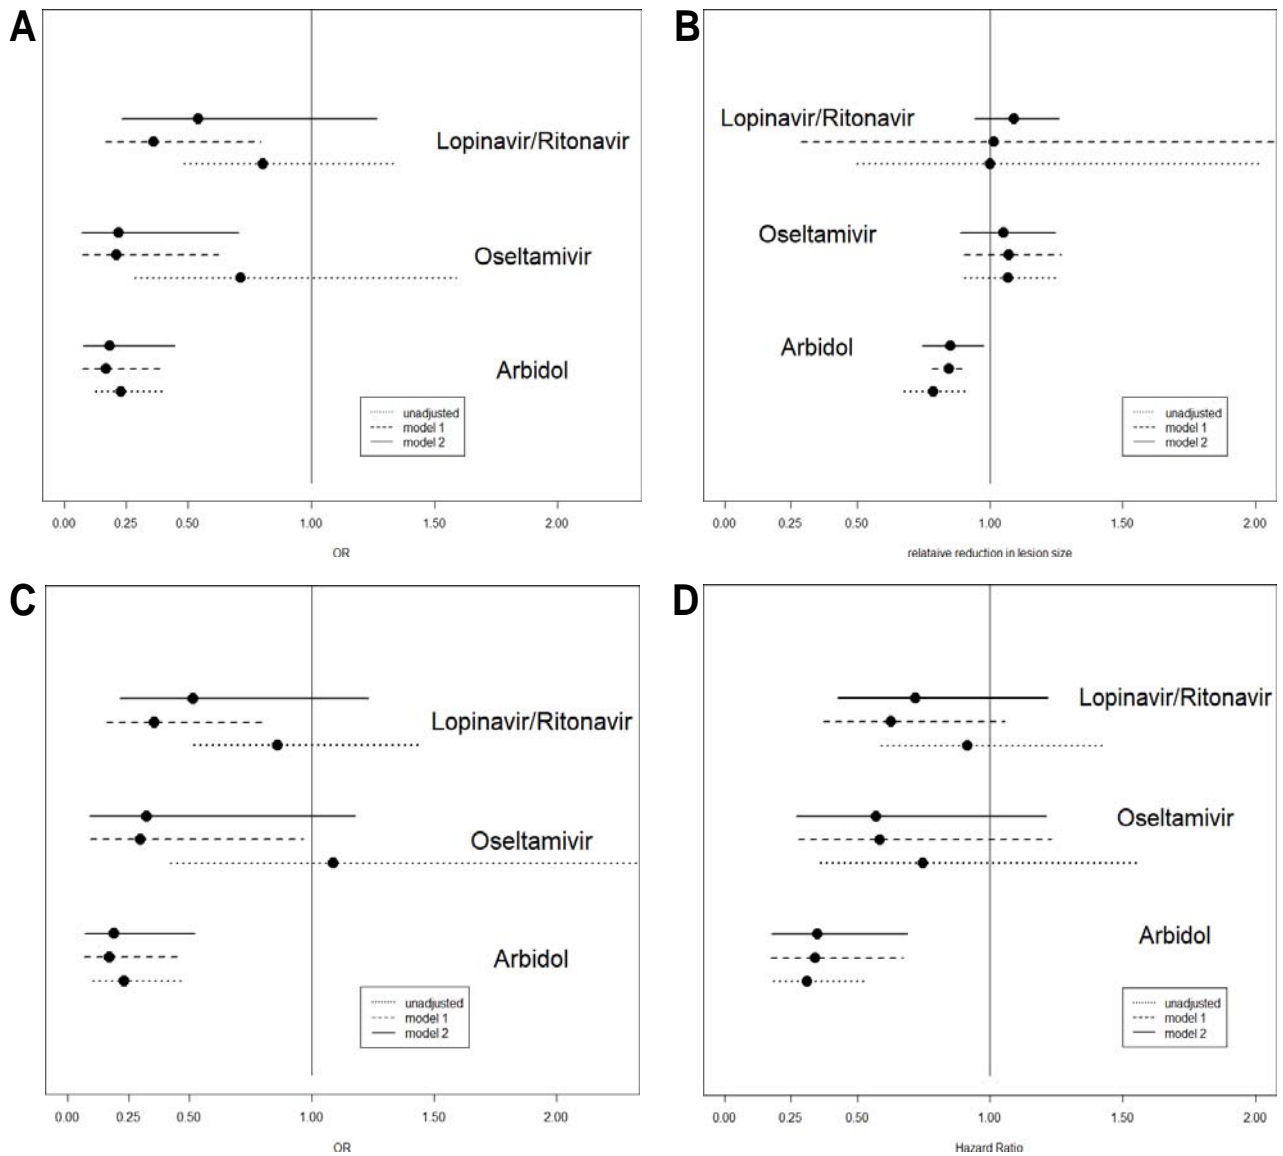 A
Lopinavir/Ritonavir
Oseltamivir
Arbidol
unadjusted
model 1
model 2
0.00 0.25 0.50 1.00 1.50 2.00
OR
B
Lopinavir/Ritonavir
Oseltamivir
Arbidol
unadjusted
model 1
model 2
0.00 0.25 0.50 1.00 1.50 2.00
relataive reduction in lesion size
C
Lopinavir/Ritonavir
Oseltamivir
Arbidol
unadjusted
model 1
model 2
0.00 0.25 0.50 1.00 1.50 2.00
OR
D
Lopinavir/Ritonavir
Oseltamivir
Arbidol
unadjusted
model 1
model 2
0.00 0.25 0.50 1.00 1.50 2.00
Hazard Ratio